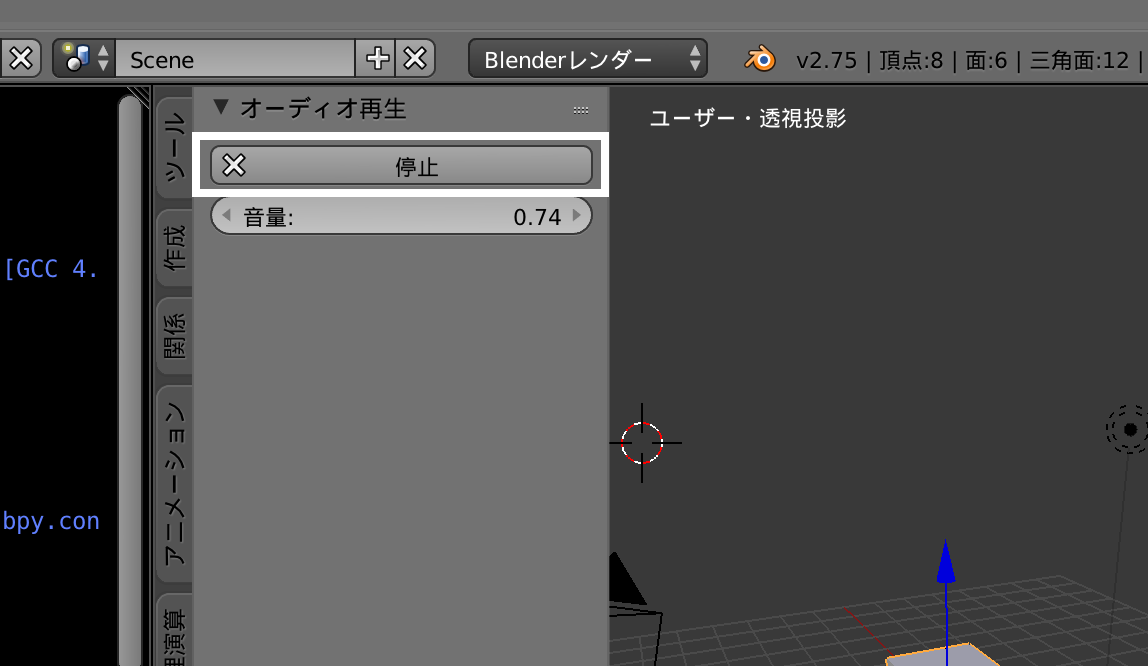 Scene
Blenderレンダー
v2.75 | 頂点:8 | 面:6 | 三角面:12 |
オーディオ再生
停止
音量: 0.74
ユーザー・透視投影
ツール
作成
関係
アニメーション
理演算
[GCC 4.
bpy.con